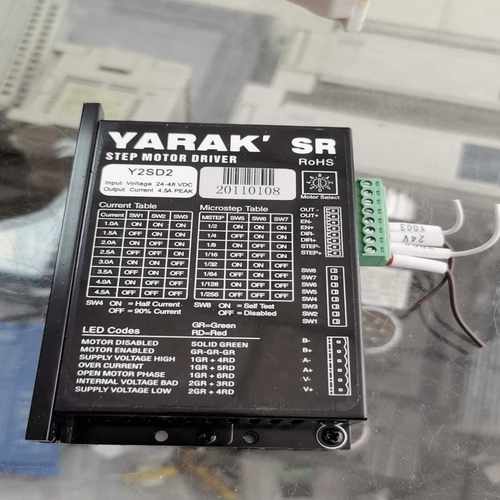 YARAK' SR
STEP MOTOR DRIVER
RoHS
Y2SD2
Input Voltage 24-48 VDC
Output Current 4.5A PEAK
20110108
Motor Select
Current Table
Current SW1 SW2 SW3
1.0A ON ON ON
1.5A OFF ON ON
2.0A ON OFF ON
2.5A OFF OFF ON
3.0A ON ON OFF
3.5A OFF ON OFF
4.0A ON OFF OFF
4.5A OFF OFF OFF
SW4 ON = Half Current
OFF = 90% Current
Microstep Table
MSTEP SW5 SW6 SW7
1/2 ON ON ON
1/4 OFF ON ON
1/8 ON OFF ON
1/16 OFF OFF ON
1/32 ON ON OFF
1/64 OFF ON OFF
1/128 ON OFF OFF
1/256 OFF OFF OFF
SW8 ON = Self Test
OFF = Disabled
LED Codes
GR=Green
RD=Red
MOTOR DISABLED SOLID GREEN
MOTOR ENABLED GR-GR-GR
SUPPLY VOLTAGE HIGH 1GR + 4RD
OVER CURRENT 1GR + 5RD
OPEN MOTOR PHASE 1GR + 6RD
INTERNAL VOLTAGE BAD 2GR + 3RD
SUPPLY VOLTAGE LOW 2GR + 4RD
OUT -
OUT+
EN-
EN+
DIR-
DIR+
STEP-
STEP+
SW8
SW7
SW6
SW5
SW4
SW3
SW2
SW1
B-
B+
A-
A+
V-
V+
24V
1003